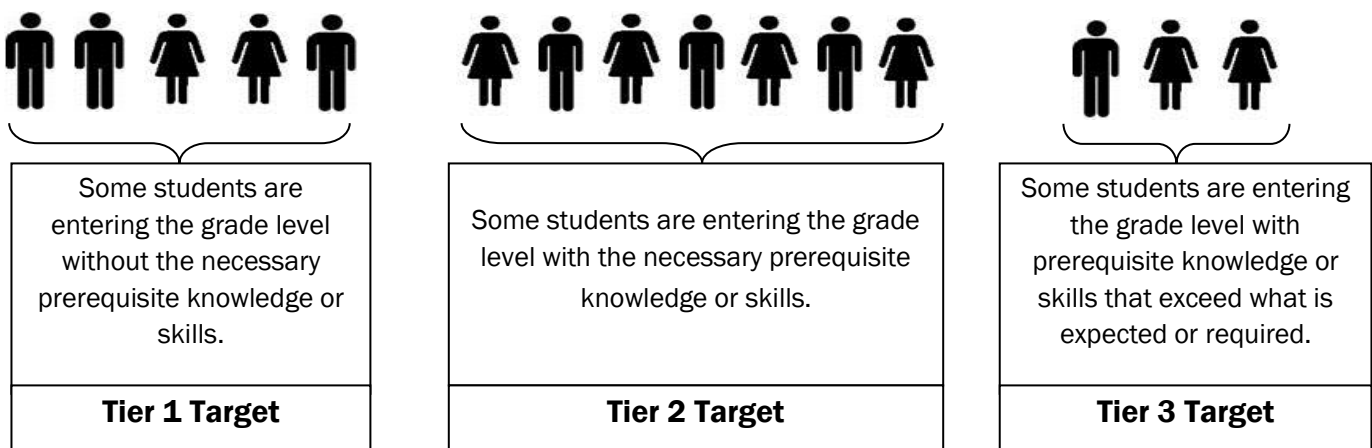 Some students are
entering the grade level
without the necessary
prerequisite knowledge or
skills.
Tier 1 Target
Some students are entering the grade
level with the necessary prerequisite
knowledge or skills.
Tier 2 Target
Some students are entering
the grade level with
prerequisite knowledge or
skills that exceed what is
expected or required.
Tier 3 Target